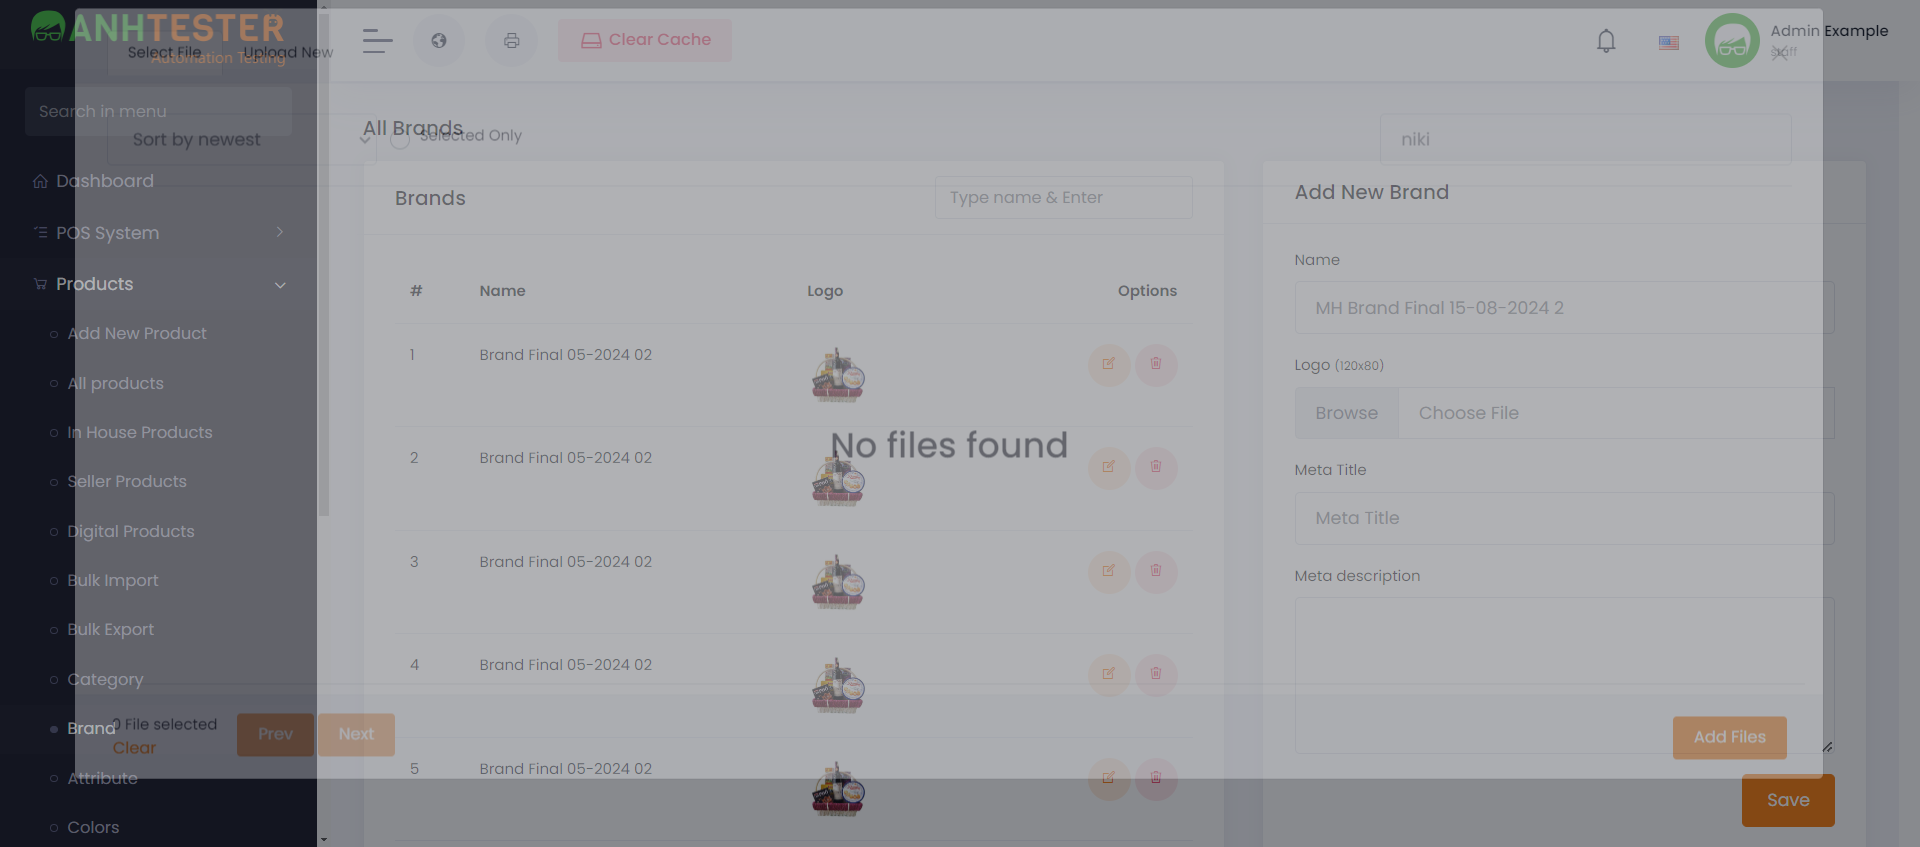 ANHTESTER
Automation Testing
Select File
Upload New
Clear Cache
Admin Example
staff
Search in menu
Sort by newest
All Brands
Selected Only
niki
Dashboard
POS System
Products
Add New Product
All products
In House Products
Seller Products
Digital Products
Bulk Import
Bulk Export
Category
Brand
Attribute
Colors
Brands
Type name & Enter
# Name Logo Options
1 Brand Final 05-2024 02
2 Brand Final 05-2024 02
3 Brand Final 05-2024 02
4 Brand Final 05-2024 02
5 Brand Final 05-2024 02
No files found
Add New Brand
Name
MH Brand Final 15-08-2024 2
Logo (120x80)
Browse Choose File
Meta Title
Meta Title
Meta description
0 File selected
Clear
Prev
Next
Add Files
Save